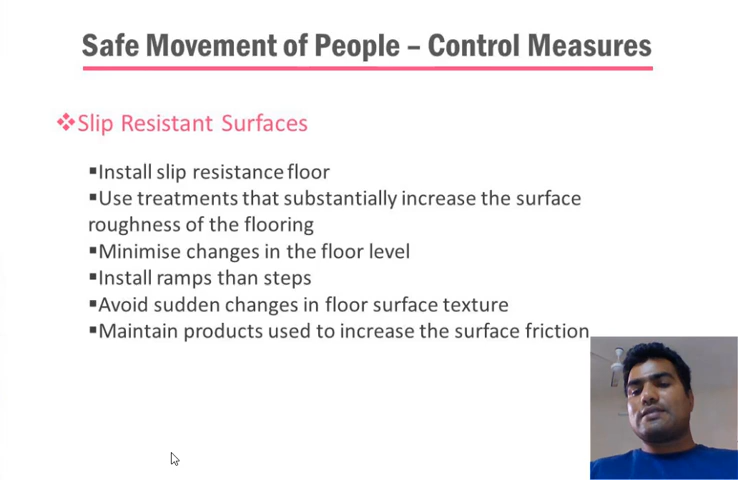 Safe Movement of People – Control Measures
❖Slip Resistant Surfaces
▪Install slip resistance floor
▪Use treatments that substantially increase the surface
roughness of the flooring
▪Minimise changes in the floor level
▪Install ramps than steps
▪Avoid sudden changes in floor surface texture
▪Maintain products used to increase the surface friction